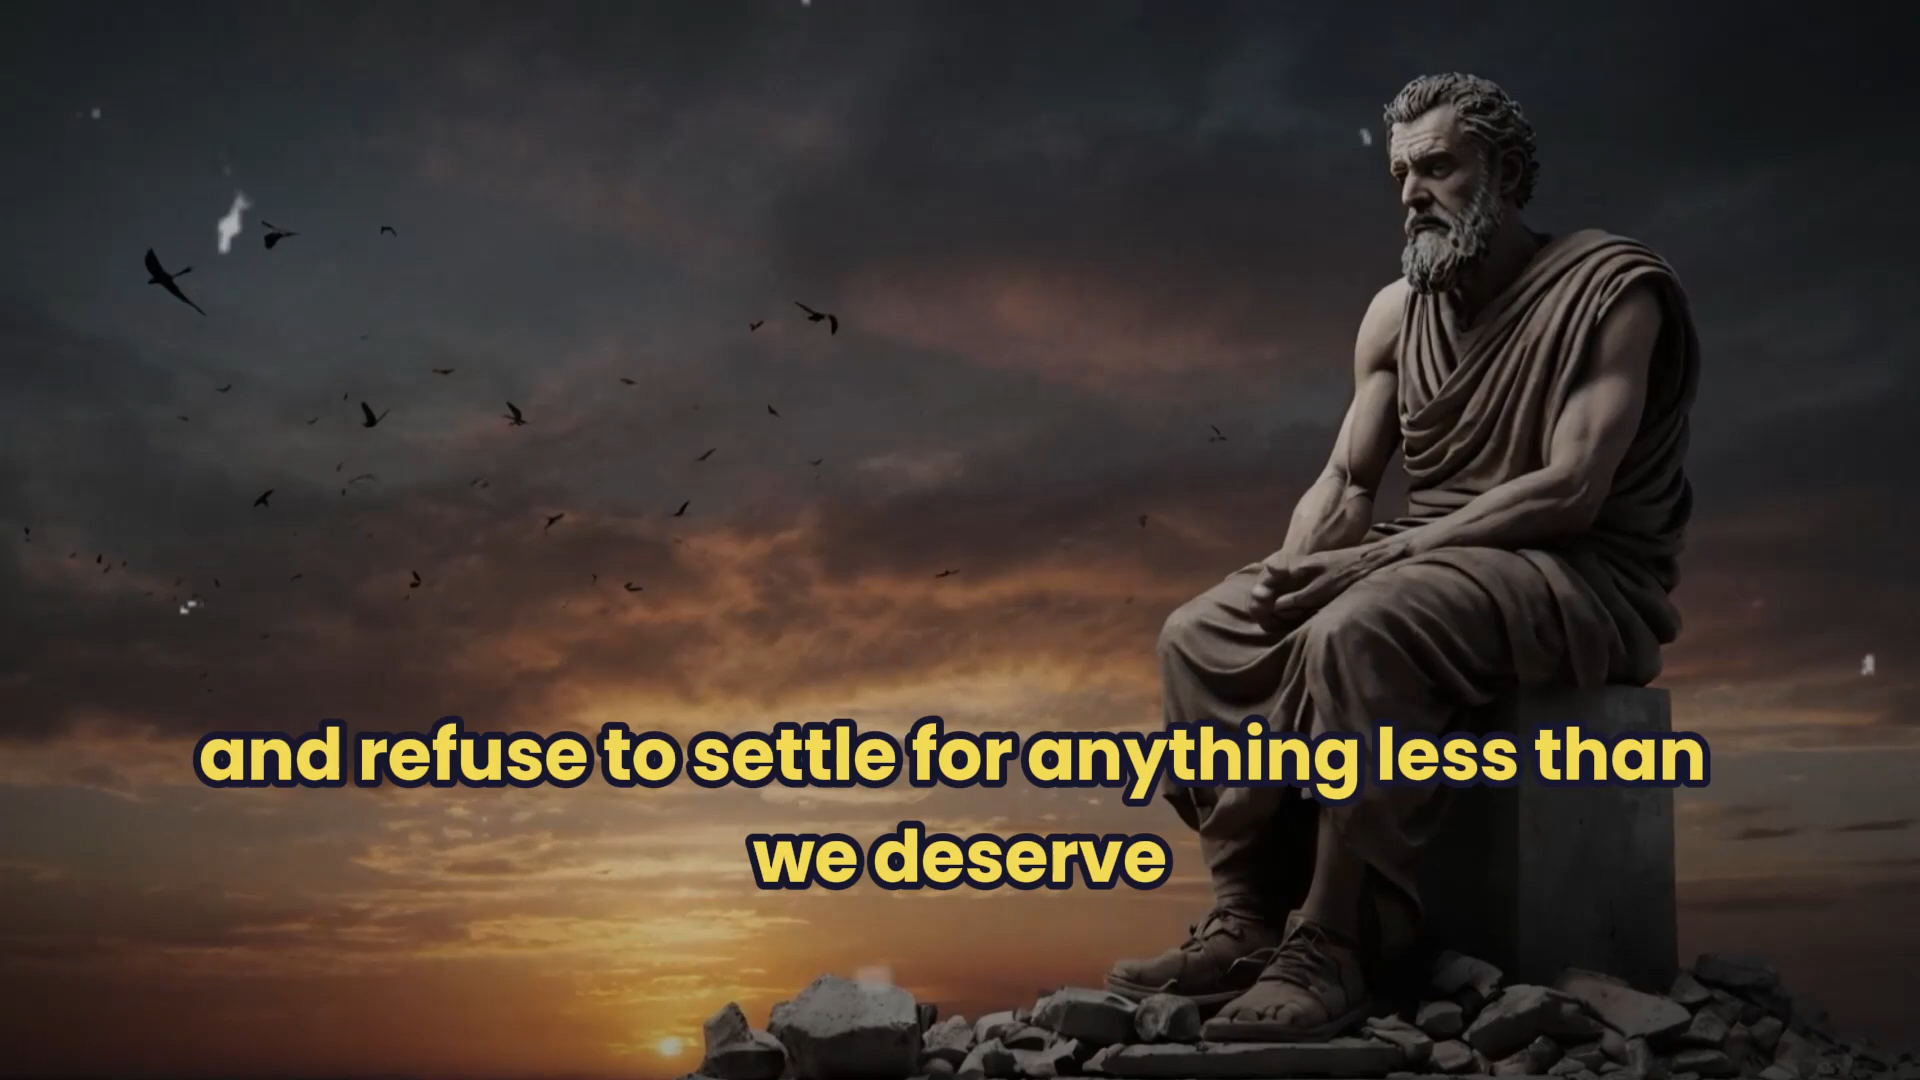 and refuse to settle for anything less than
we deserve